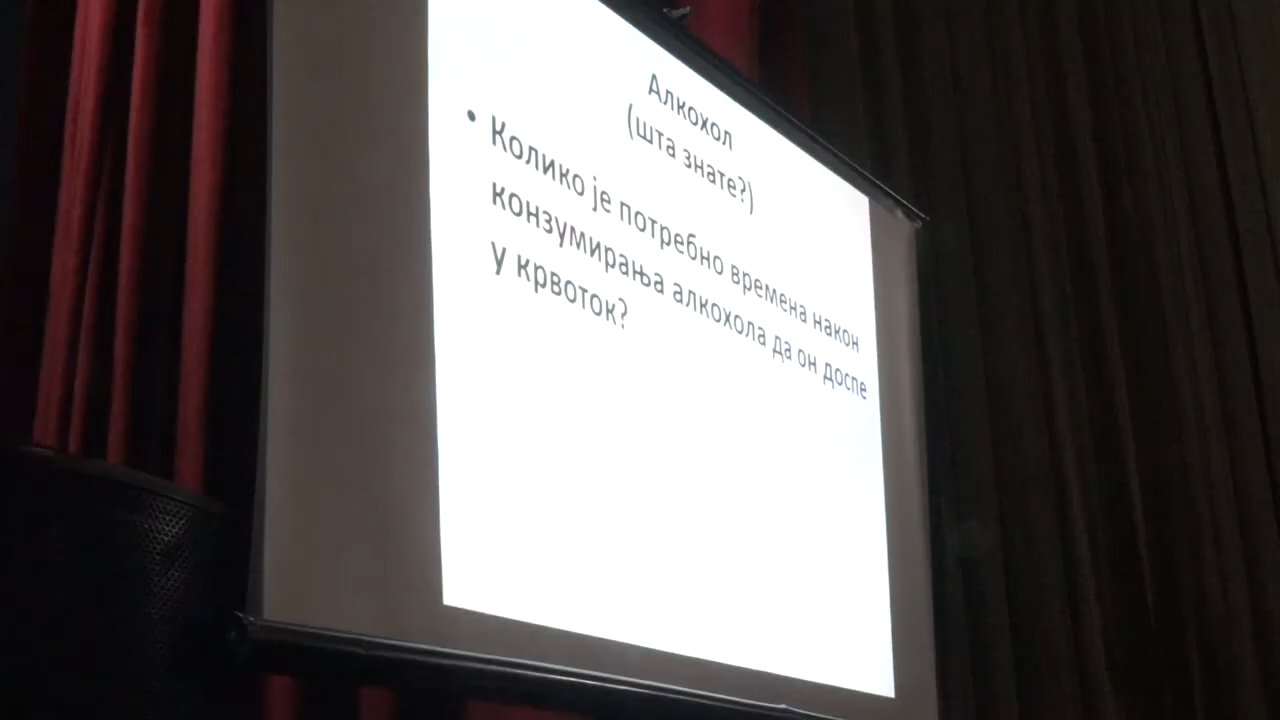 Алкохол
(шта знате?)
• Колико је потребно времена након
конзумирања алкохола да он доспе
у крвоток?